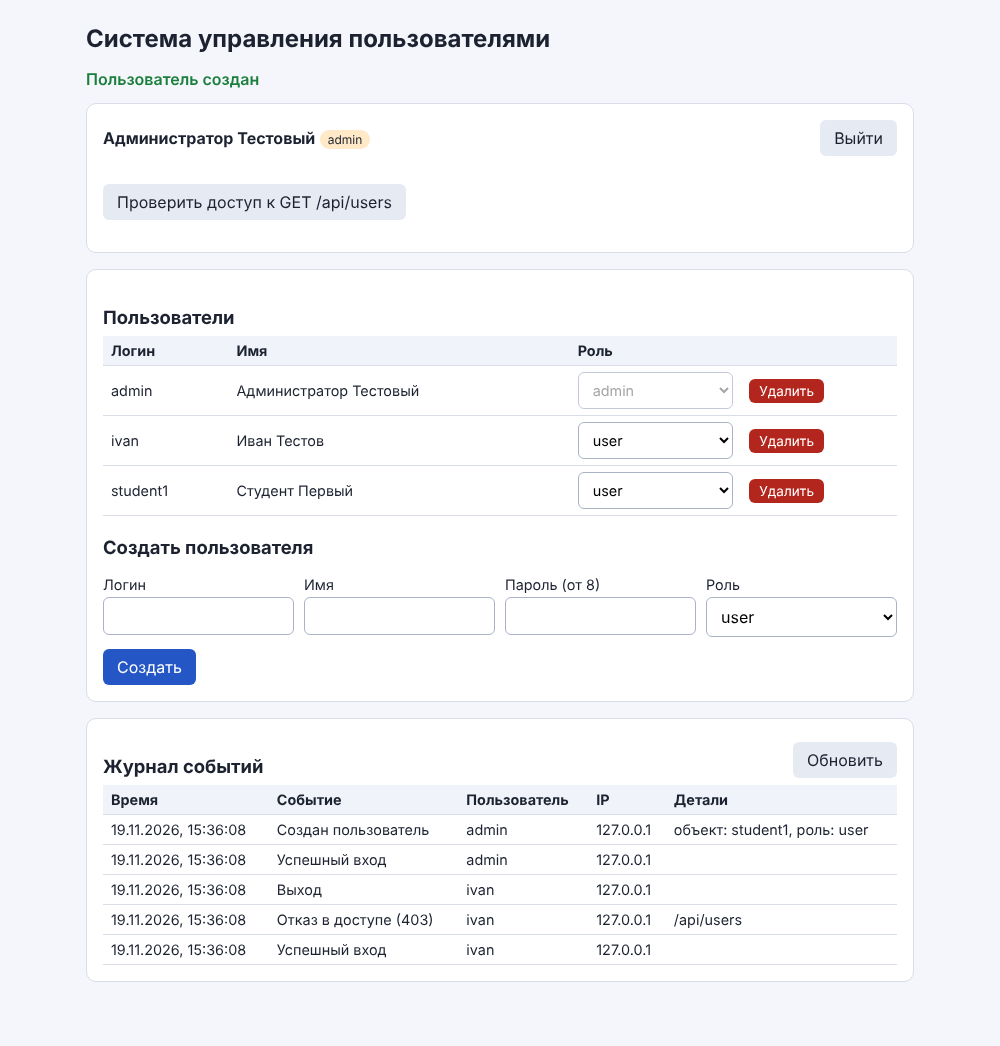 Система управления пользователями
Пользователь создан
Администратор Тестовый admin Выйти
Проверить доступ к GET /api/users
Пользователи
Логин Имя Роль
admin Администратор Тестовый admin Удалить
ivan Иван Тестов user Удалить
student1 Студент Первый user Удалить
Создать пользователя
Логин Имя Пароль (от 8) Роль
user
Создать
Журнал событий Обновить
Время Событие Пользователь IP Детали
19.11.2026, 15:36:08 Создан пользователь admin 127.0.0.1 объект: student1, роль: user
19.11.2026, 15:36:08 Успешный вход admin 127.0.0.1
19.11.2026, 15:36:08 Выход ivan 127.0.0.1
19.11.2026, 15:36:08 Отказ в доступе (403) ivan 127.0.0.1 /api/users
19.11.2026, 15:36:08 Успешный вход ivan 127.0.0.1